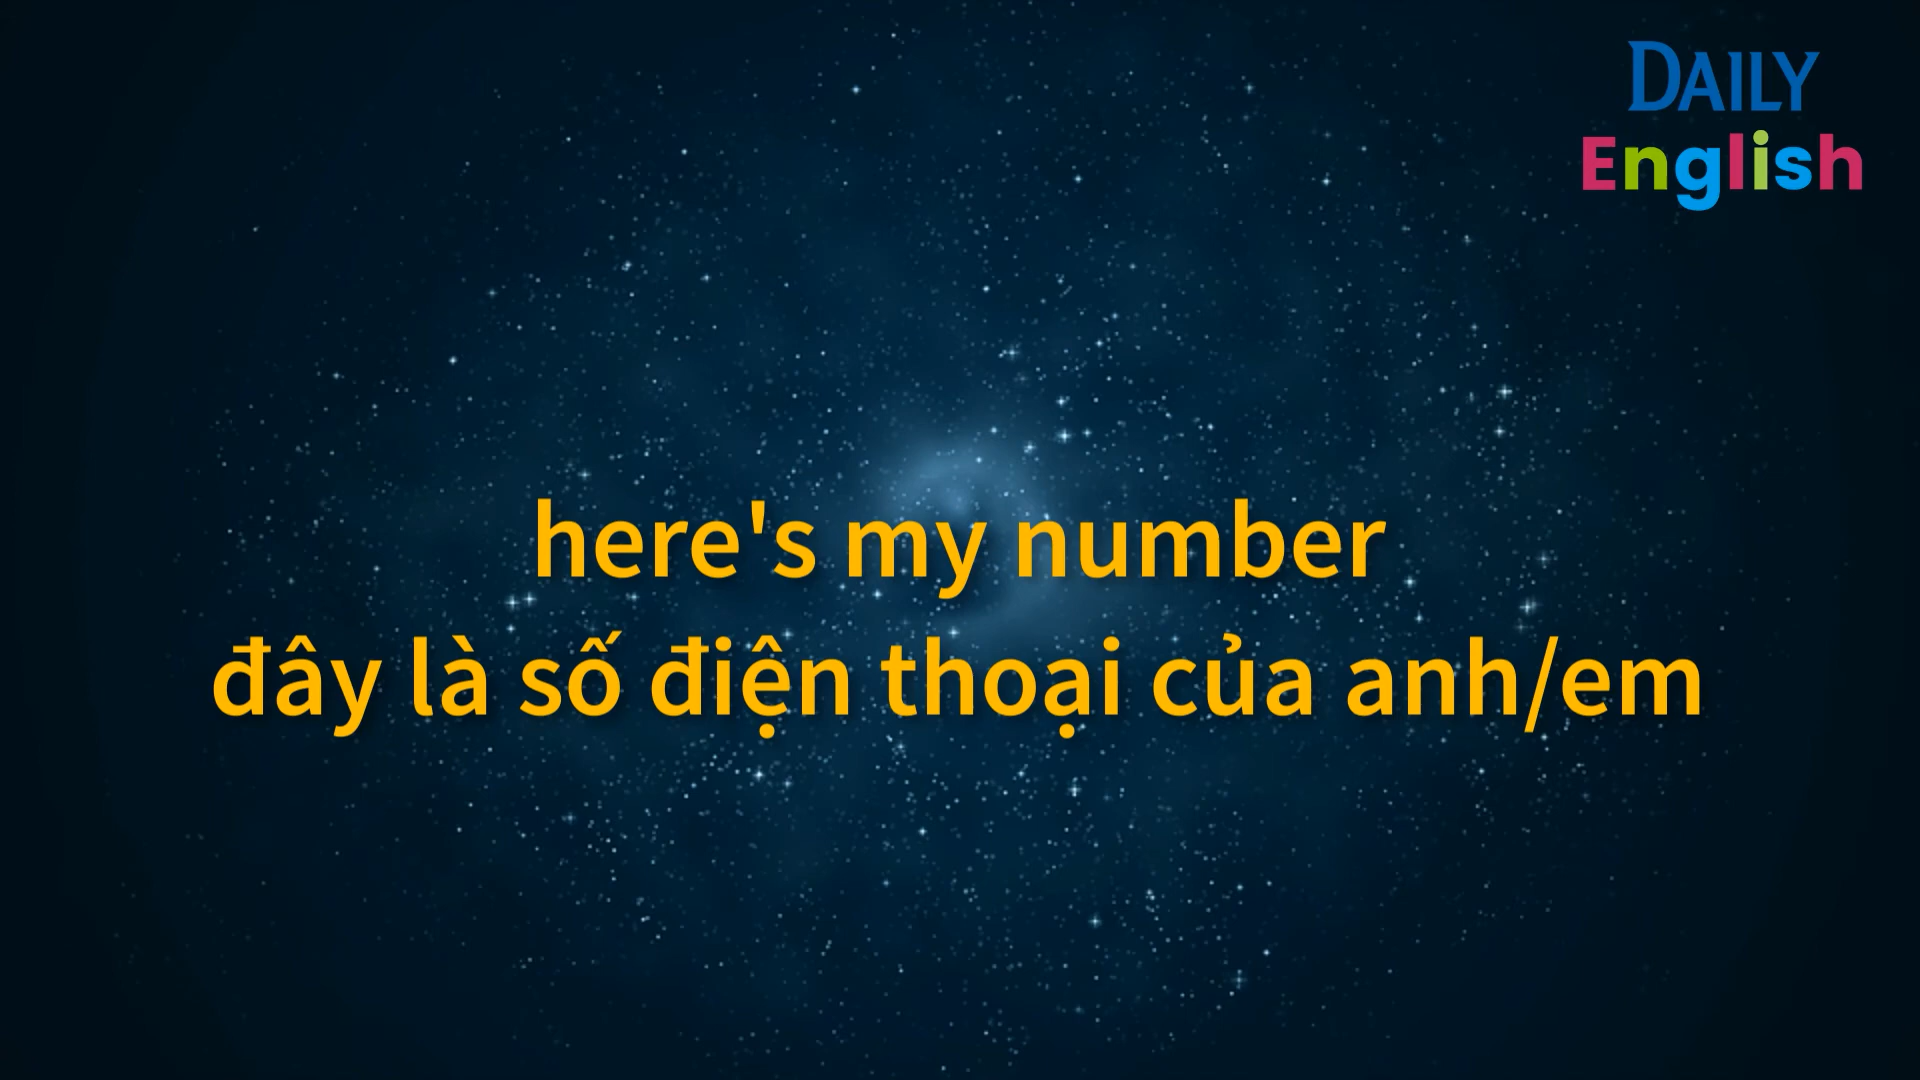 DAILY
English
here's my number
đây là số điện thoại của anh/em